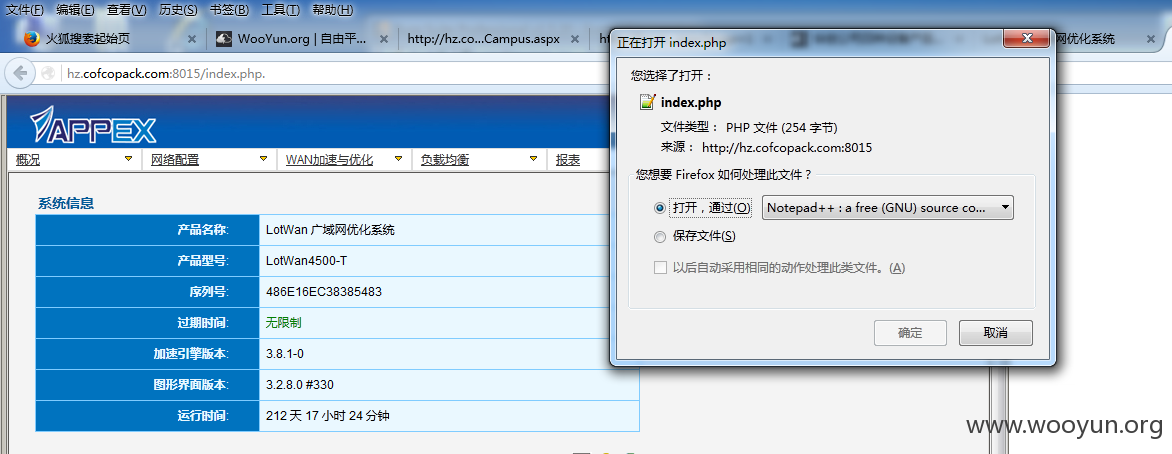 文件(F) 编辑(E) 查看(V) 历史(S) 书签(B) 工具(T) 帮助(H)
火狐搜索起始页 WooYun.org | 自由平... http://hz.co...Campus.aspx 网优化系统
hz.cofcopack.com:8015/index.php.
APPEX
概况 网络配置 WAN加速与优化 负载均衡 报表
系统信息
产品名称: LotWan 广域网优化系统
产品型号: LotWan4500-T
序列号: 486E16EC38385483
过期时间: 无限制
加速引擎版本: 3.8.1-0
图形界面版本: 3.2.8.0 #330
运行时间: 212 天 17 小时 24 分钟
正在打开 index.php
您选择了打开：
index.php
文件类型： PHP 文件 (254 字节)
来源： http://hz.cofcopack.com:8015
您想要 Firefox 如何处理此文件？
打开，通过(O) Notepad++ : a free (GNU) source co...
保存文件(S)
以后自动采用相同的动作处理此类文件。(A)
确定 取消
www.wooyun.org